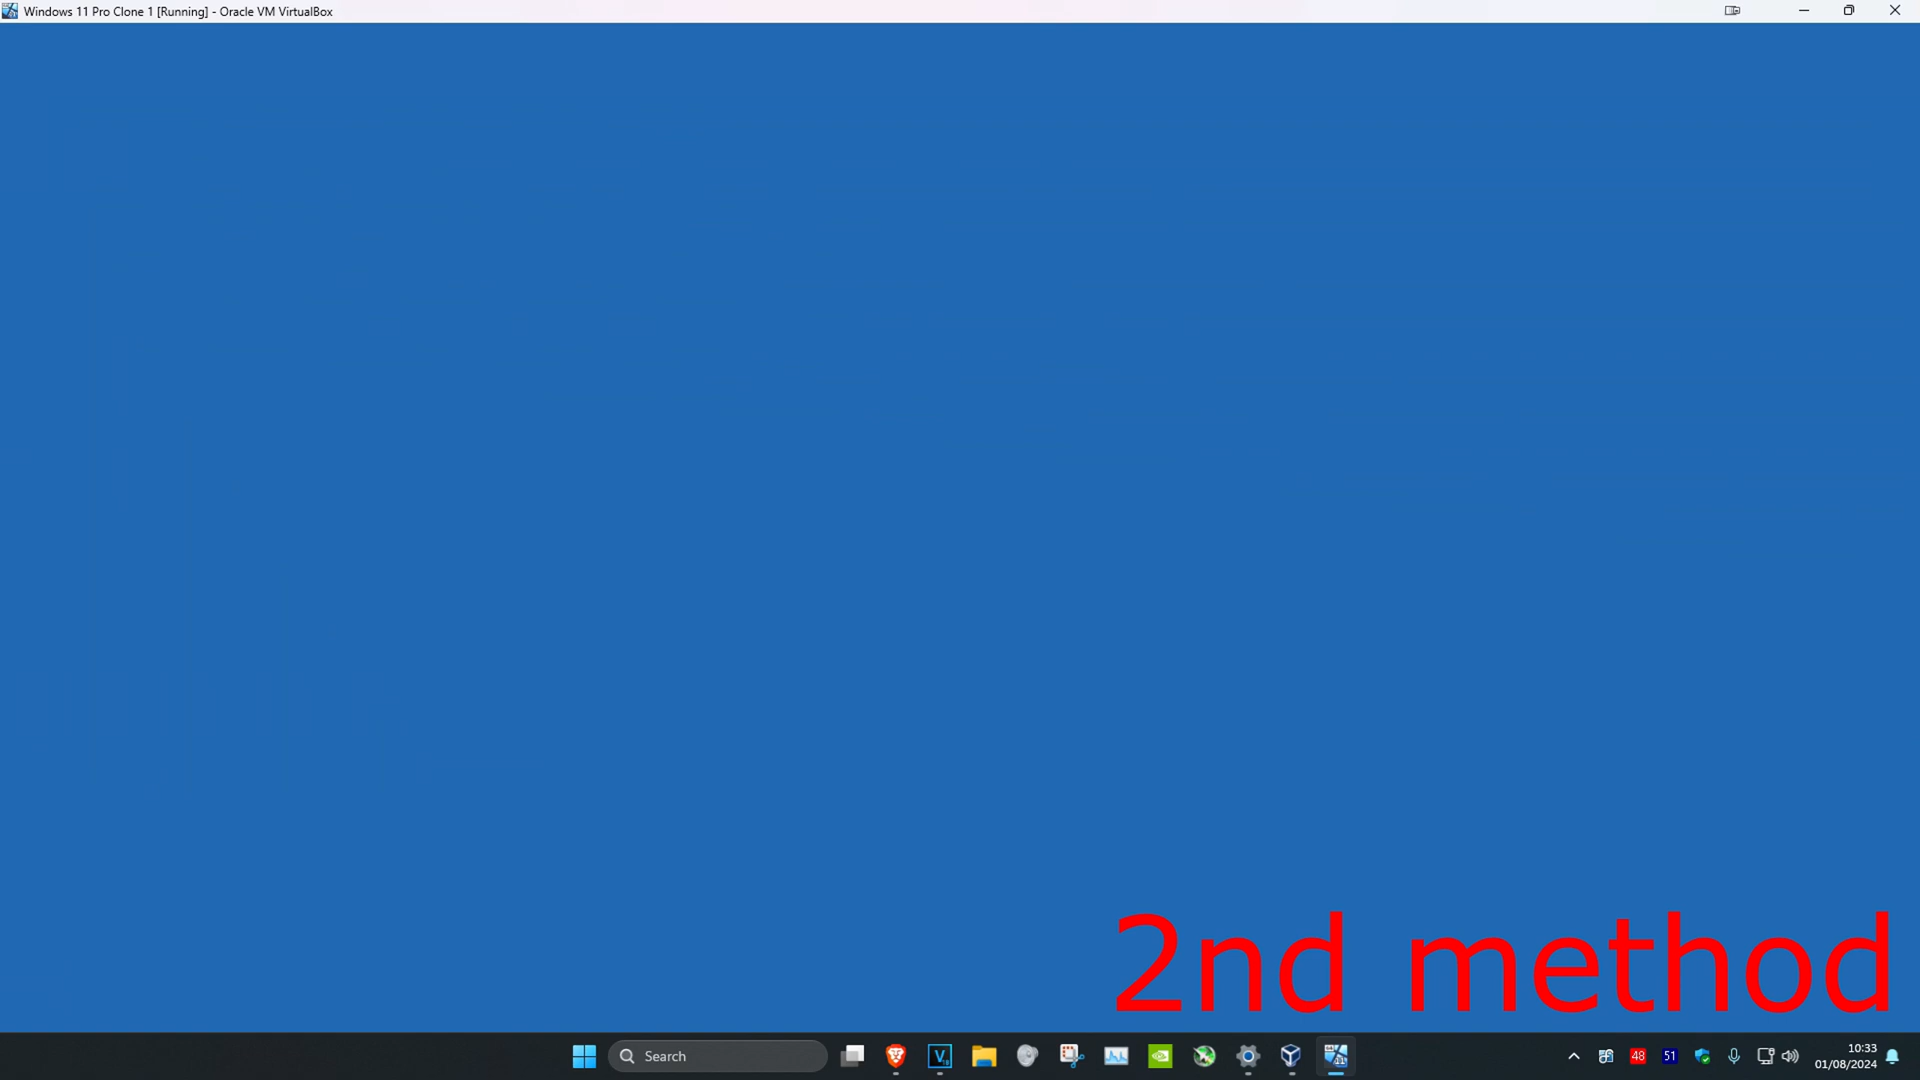 Windows 11 Pro Clone 1 [Running] - Oracle VM VirtualBox
2nd method
Search
V
48
51
10:33
01/08/2024